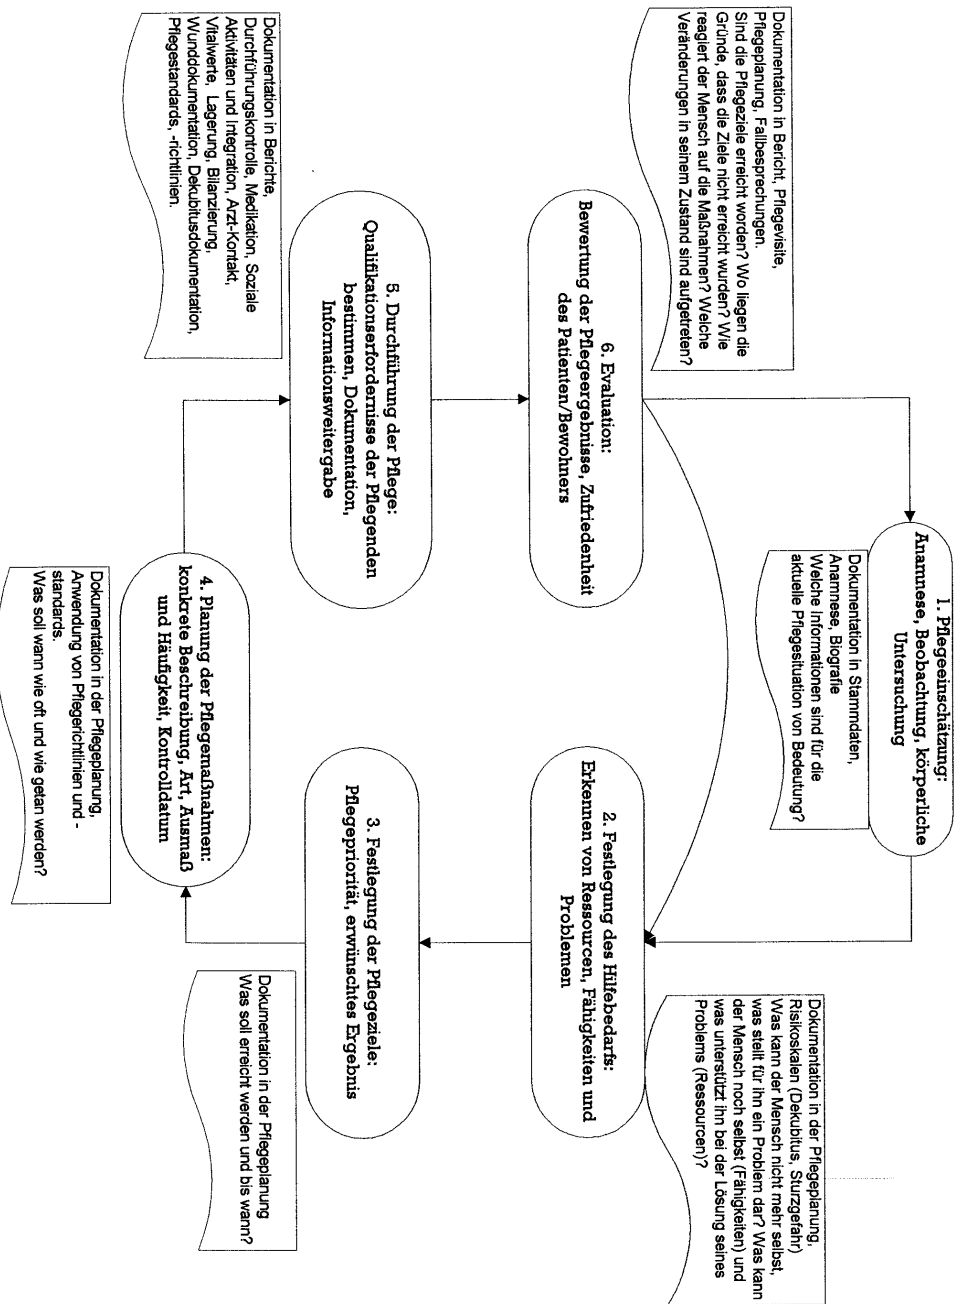 1. Pflegeeinschätzung:
Anamnese, Beobachtung, körperliche
Untersuchung
Dokumentation in Stammdaten,
Anamnese, Biografie
Welche Informationen sind für die
aktuelle Pflegesituation von Bedeutung?
2. Festlegung des Hilfebedarfs:
Erkennen von Ressourcen, Fähigkeiten und
Problemen
Dokumentation in der Pflegeplanung,
Risikoskalen (Dekubitus, Sturzgefahr)
Was kann der Mensch nicht mehr selbst,
was stellt für ihn ein Problem dar? Was kann
der Mensch noch selbst (Fähigkeiten) und
was unterstützt ihn bei der Lösung seines
Problems (Ressourcen)?
3. Festlegung der Pflegeziele:
Pflegepriorität, erwünschtes Ergebnis
Dokumentation in der Pflegeplanung
Was soll erreicht werden und bis wann?
4. Planung der Pflegemaßnahmen:
konkrete Beschreibung, Art, Ausmaß
und Häufigkeit, Kontrolldatum
Dokumentation in der Pflegeplanung,
Anwendung von Pflegerichtlinien und -
standards.
Was soll wann wie oft und wie getan werden?
5. Durchführung der Pflege:
Qualifikationserfordernisse der Pflegenden
bestimmen, Dokumentation,
Informationsweitergabe
Dokumentation in Berichte,
Durchführungskontrolle, Medikation, Soziale
Aktivitäten und Integration, Arzt-Kontakt,
Vitalwerte, Lagerung, Bilanzierung,
Wunddokumentation, Dekubitusdokumentation,
Pflegestandards, -richtlinien.
6. Evaluation:
Bewertung der Pflegeergebnisse, Zufriedenheit
des Patienten/Bewohners
Dokumentation in Bericht, Pflegevisite,
Pflegeplanung, Fallbesprechungen.
Sind die Pflegeziele erreicht worden? Wo liegen die
Gründe, dass die Ziele nicht erreicht wurden? Wie
reagiert der Mensch auf die Maßnahmen? Welche
Veränderungen in seinem Zustand sind aufgetreten?